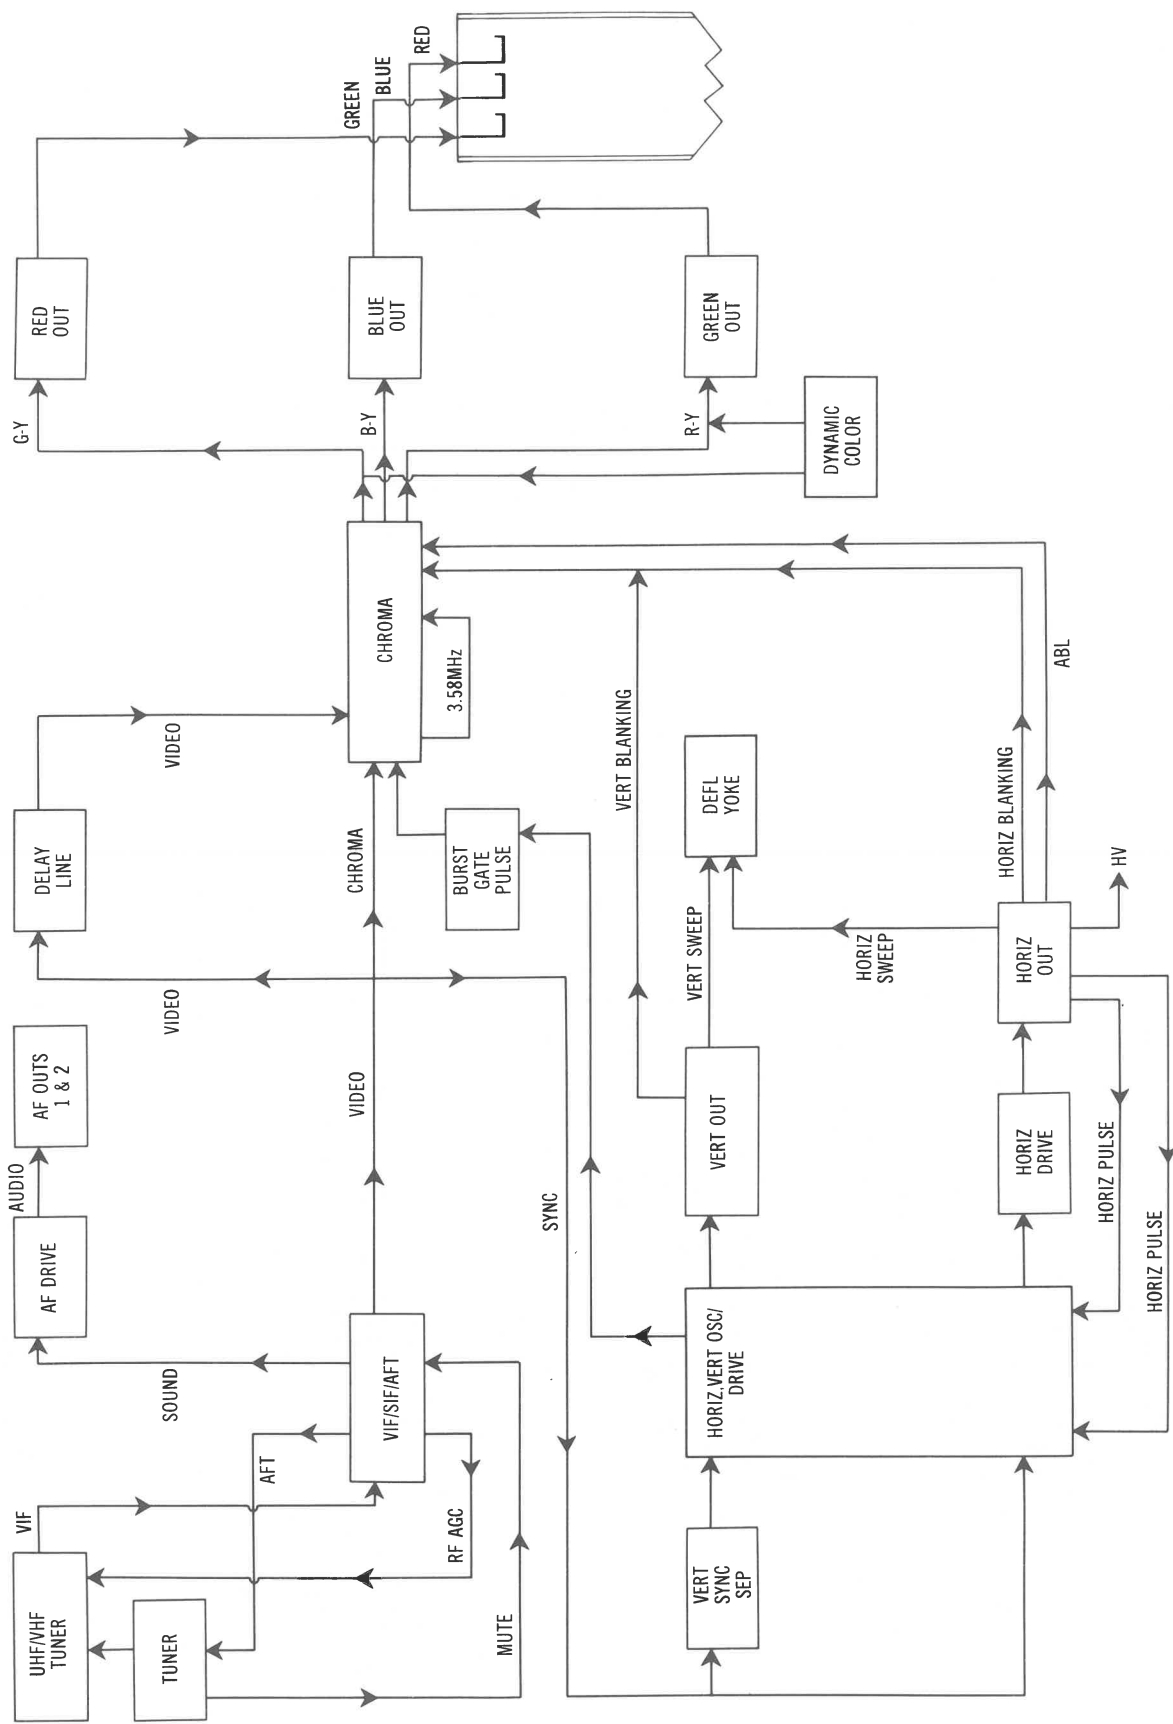 UHF/VHF
TUNER
VIF
TUNER
AFT
RF AGC
MUTE
VIF/SIF/AFT
SOUND
AF DRIVE
AUDIO
AF OUTS
1 & 2
VIDEO
VIDEO
DELAY
LINE
VIDEO
CHROMA
BURST
GATE
PULSE
CHROMA
3.58MHz
G-Y
B-Y
R-Y
RED
OUT
BLUE
OUT
GREEN
OUT
DYNAMIC
COLOR
GREEN
BLUE
RED
SYNC
VERT
SYNC
SEP
HORIZ,VERT OSC/
DRIVE
VERT OUT
VERT SWEEP
VERT BLANKING
DEFL
YOKE
HORIZ
SWEEP
HORIZ
DRIVE
HORIZ
OUT
HORIZ BLANKING
ABL
HV
HORIZ PULSE
HORIZ PULSE